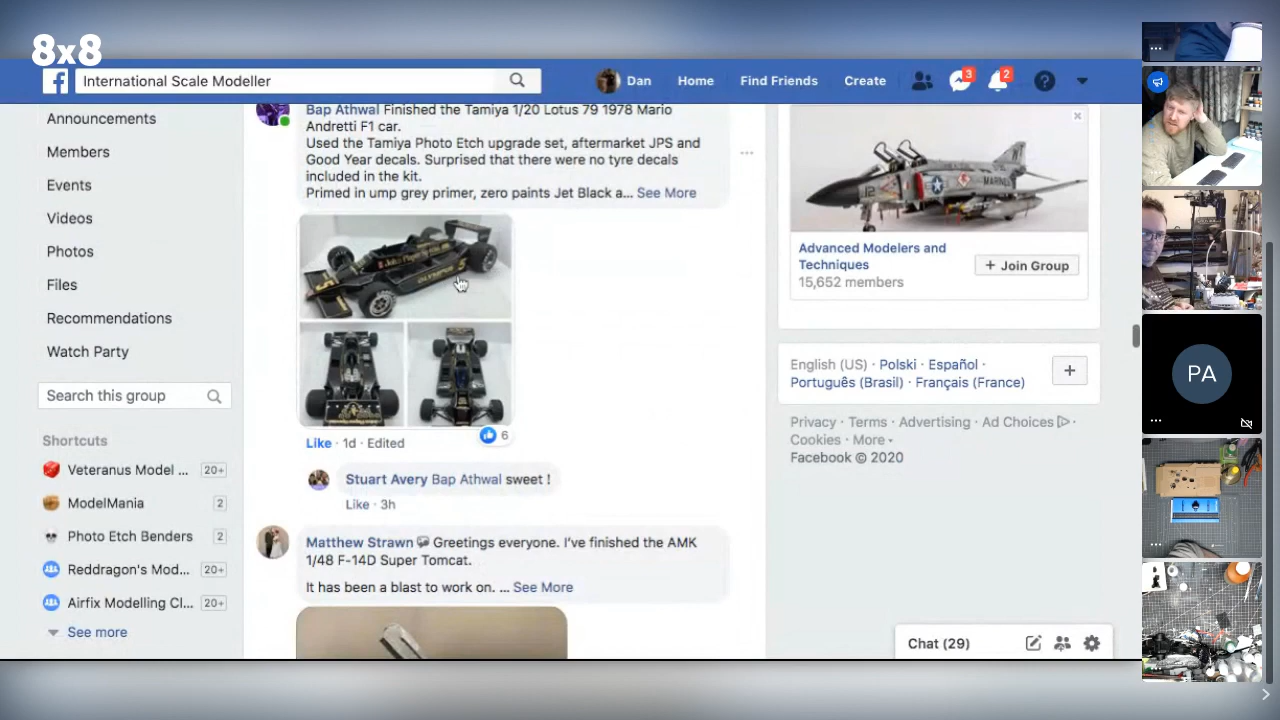 8x8
International Scale Modeller
Dan
Home
Find Friends
Create
3
2
Announcements
Members
Events
Videos
Photos
Files
Recommendations
Watch Party
Search this group
Shortcuts
Veteranus Model ... 20+
ModelMania 2
Photo Etch Benders 2
Reddragon's Mod... 20+
Airfix Modelling Cl... 20+
See more
Bap Athwal Finished the Tamiya 1/20 Lotus 79 1978 Mario
Andretti F1 car.
Used the Tamiya Photo Etch upgrade set, aftermarket JPS and
Good Year decals. Surprised that there were no tyre decals
included in the kit.
Primed in ump grey primer, zero paints Jet Black a... See More
Like · 1d · Edited
6
Stuart Avery Bap Athwal sweet !
Like · 3h
Matthew Strawn Greetings everyone. I've finished the AMK
1/48 F-14D Super Tomcat.
It has been a blast to work on. ... See More
Advanced Modelers and
Techniques
15,652 members
+ Join Group
English (US) · Polski · Español ·
Português (Brasil) · Français (France)
+
Privacy · Terms · Advertising · Ad Choices ·
Cookies · More
Facebook © 2020
Chat (29)
PA